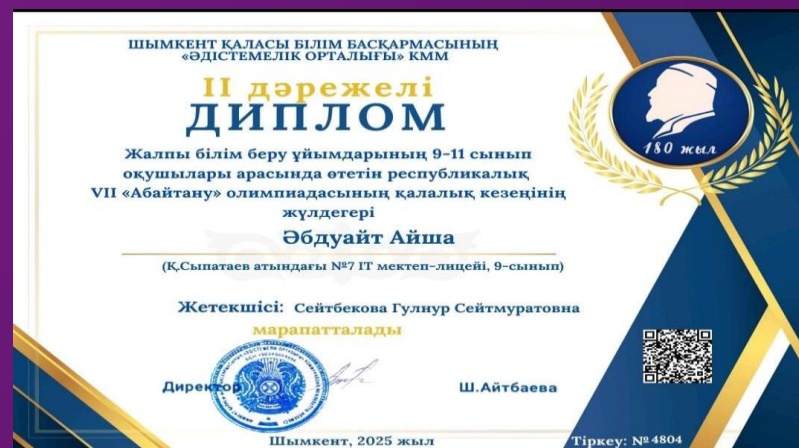 ШЫМКЕНТ ҚАЛАСЫ БІЛІМ БАСҚАРМАСЫНЫҢ
«ӘДІСТЕМЕЛІК ОРТАЛЫҒЫ» КММ
II дәрежелі
ДИПЛОМ
180 жыл
Жалпы білім беру ұйымдарының 9-11 сынып
оқушылары арасында өтетін республикалық
VII «Абайтану» олимпиадасының қалалық кезеңінің
жүлдегері
Әбдуайт Айша
(Қ.Сыпатаев атындағы №7 IT мектеп-лицейі, 9-сынып)
Жетекшісі: Сейтбекова Гулнур Сейтмуратовна
марапатталады
Директор Ш.Айтбаева
Шымкент, 2025 жыл
Тіркеу: №4804